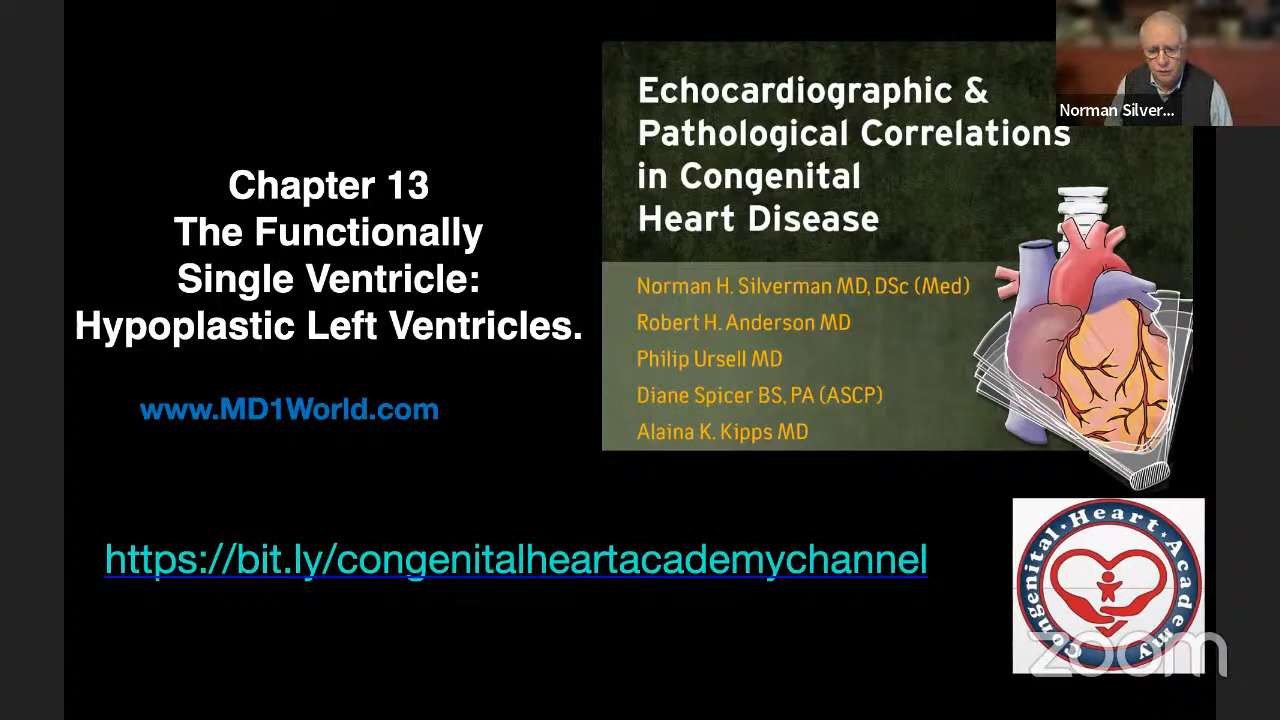 Chapter 13
The Functionally
Single Ventricle:
Hypoplastic Left Ventricles.
www.MD1World.com
https://bit.ly/congenitalheartacademychannel
Echocardiographic &
Pathological Correlations
in Congenital
Heart Disease
Norman H. Silverman MD, DSc (Med)
Robert H. Anderson MD
Philip Ursell MD
Diane Spicer BS, PA (ASCP)
Alaina K. Kipps MD
Norman Silver...
Congenital · Heart · Academy
zoom